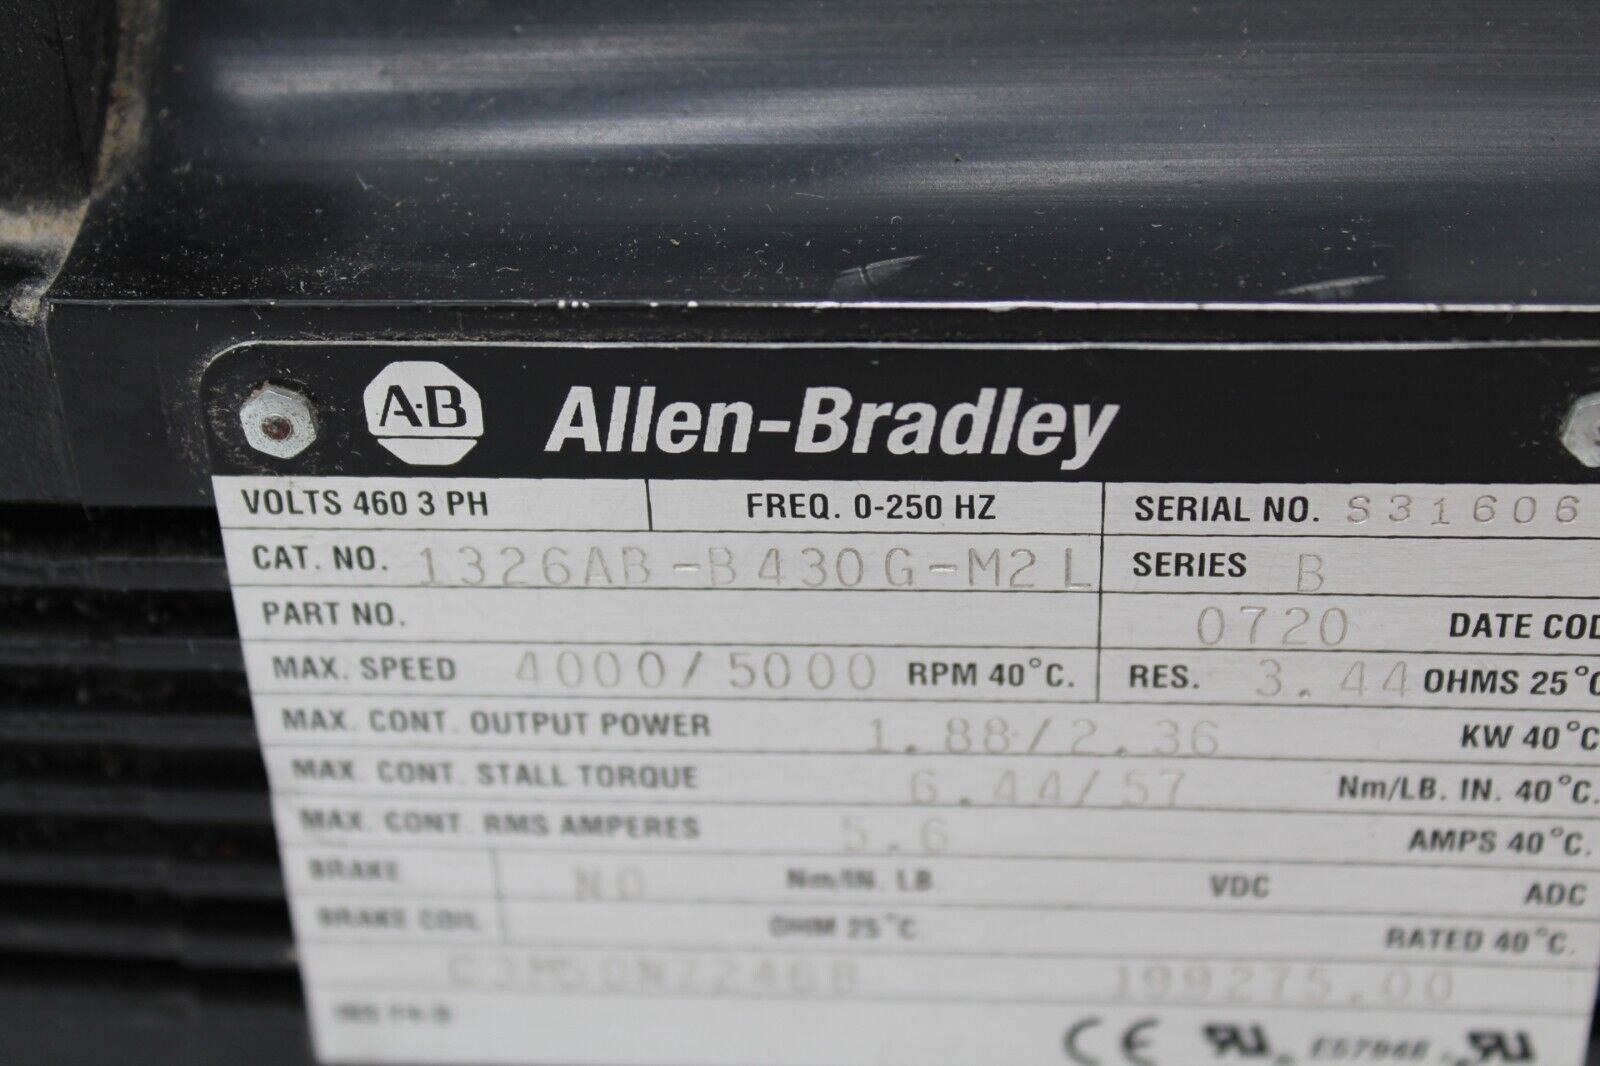 A·B Allen-Bradley
VOLTS 460 3 PH FREQ. 0-250 HZ SERIAL NO. S31606
CAT. NO. 1326AB-B430G-M2L SERIES B
PART NO. 0720 DATE COD
MAX. SPEED 4000/5000 RPM 40°C. RES. 3.44 OHMS 25°C
MAX. CONT. OUTPUT POWER 1.88/2.36 KW 40°C
MAX. CONT. STALL TORQUE 6.44/57 Nm/LB. IN. 40°C.
MAX. CONT. RMS AMPERES 5.6 AMPS 40°C.
BRAKE NO Nm/IN. LB. VDC ADC
BRAKE COIL OHM 25°C. RATED 40°C.
199275.00
CE E57948